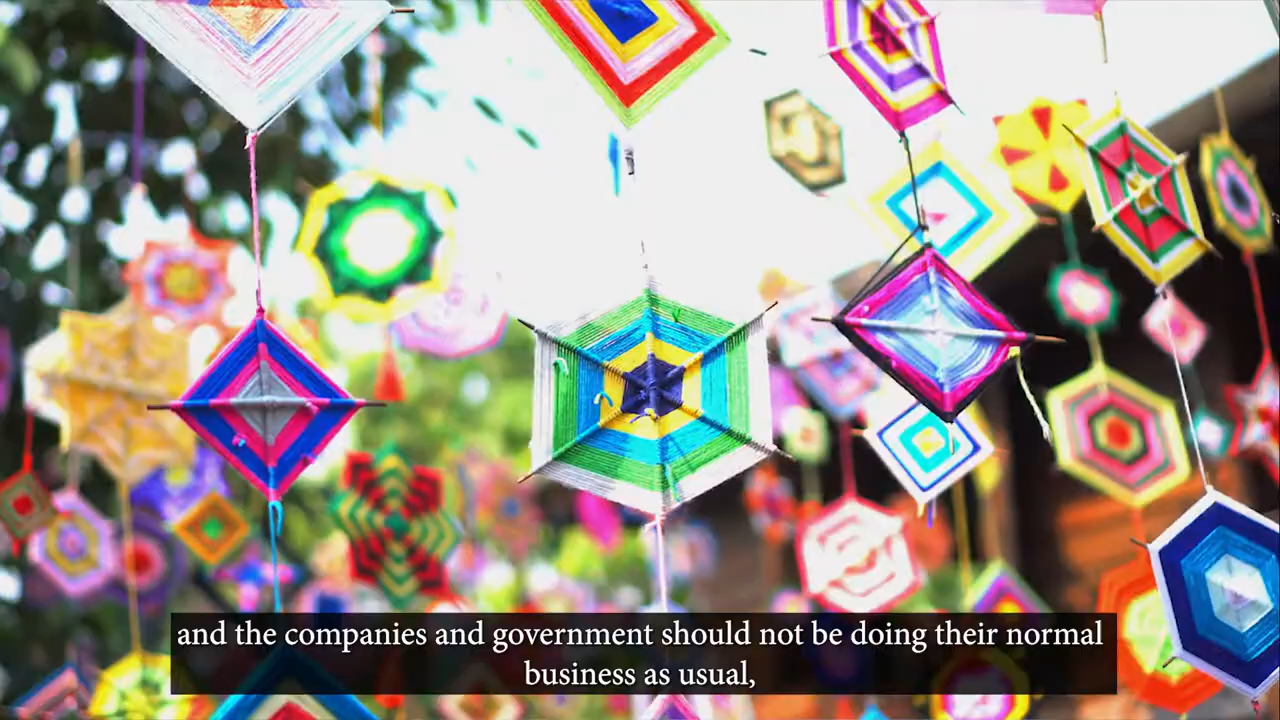 and the companies and government should not be doing their normal
business as usual,